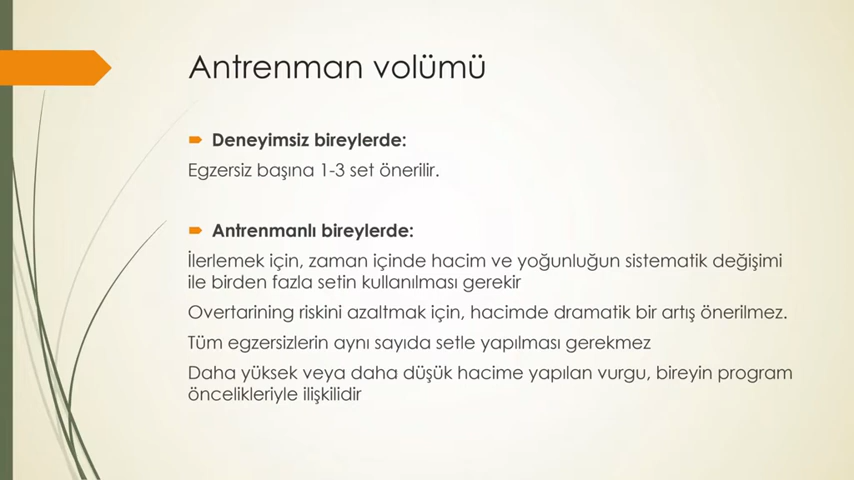 Antrenman volümü
Deneyimsiz bireylerde:
Egzersiz başına 1-3 set önerilir.
Antrenmanlı bireylerde:
İlerlemek için, zaman içinde hacim ve yoğunluğun sistematik değişimi
ile birden fazla setin kullanılması gerekir
Overtarining riskini azaltmak için, hacimde dramatik bir artış önerilmez.
Tüm egzersizlerin aynı sayıda setle yapılması gerekmez
Daha yüksek veya daha düşük hacime yapılan vurgu, bireyin program
öncelikleriyle ilişkilidir